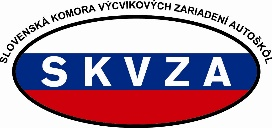 SLOVENSKÁ KOMORA VÝCVIKOVÝCH ZARIADENÍ AUTOŠKÔL
SKVZA